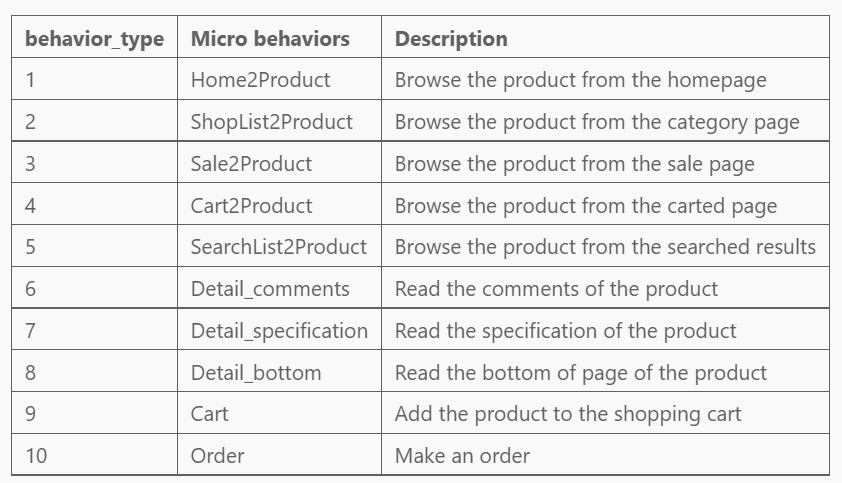 behavior_type Micro behaviors Description
1 Home2Product Browse the product from the homepage
2 ShopList2Product Browse the product from the category page
3 Sale2Product Browse the product from the sale page
4 Cart2Product Browse the product from the carted page
5 SearchList2Product Browse the product from the searched results
6 Detail_comments Read the comments of the product
7 Detail_specification Read the specification of the product
8 Detail_bottom Read the bottom of page of the product
9 Cart Add the product to the shopping cart
10 Order Make an order